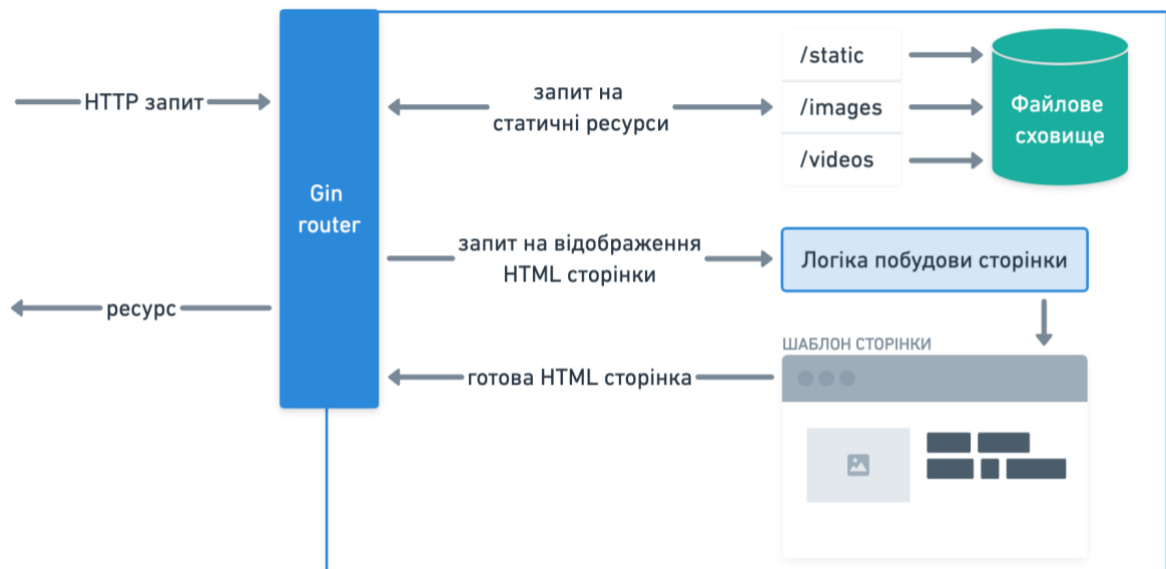 HTTP запит
ресурс
Gin
router
запит на
статичні ресурси
/static
/images
/videos
Файлове
сховище
запит на відображення
HTML сторінки
Логіка побудови сторінки
ШАБЛОН СТОРІНКИ
готова HTML сторінка